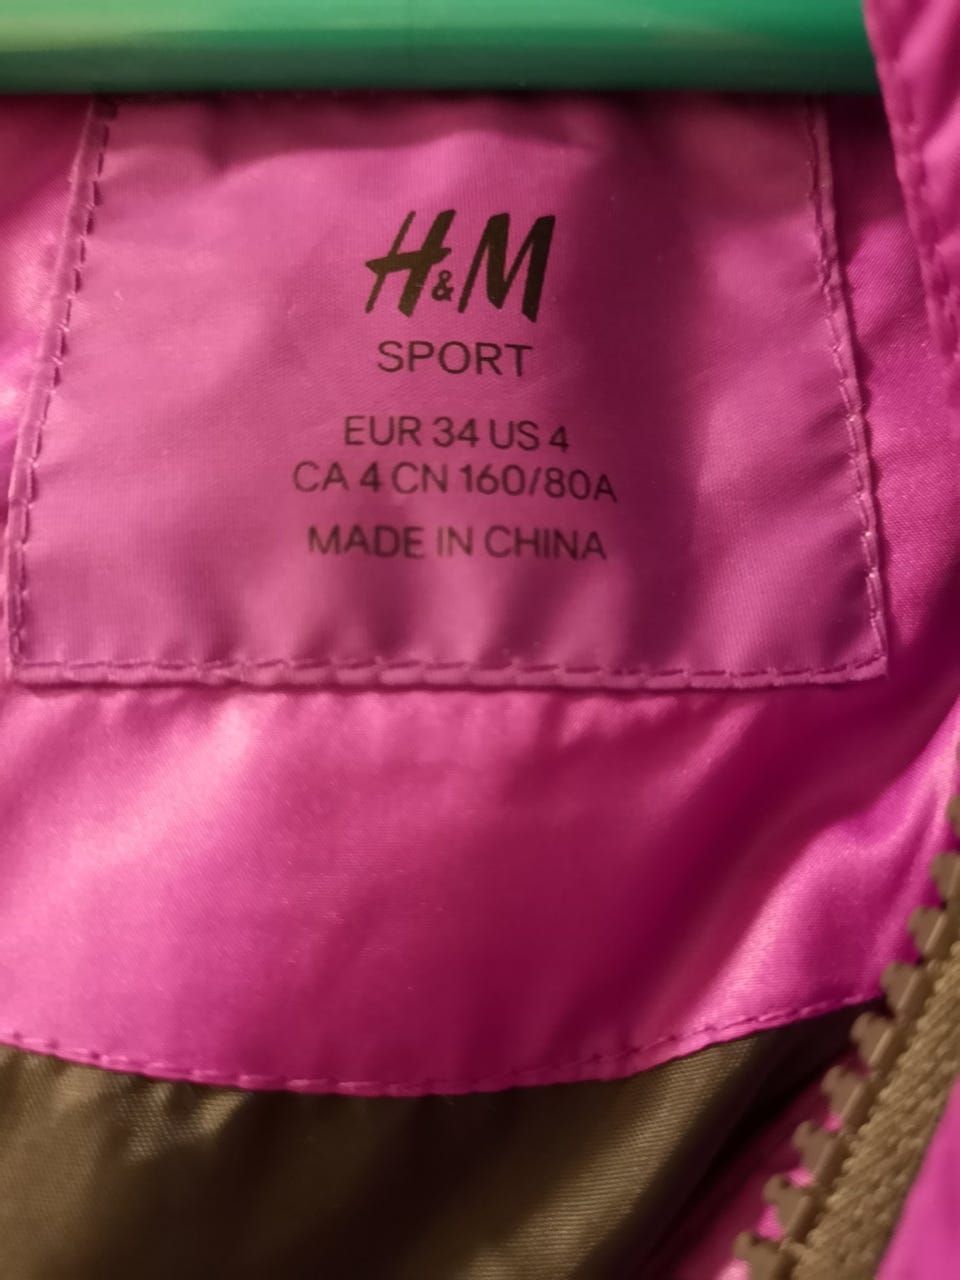 H&M
SPORT
EUR 34 US 4
CA 4 CN 160/80A
MADE IN CHINA